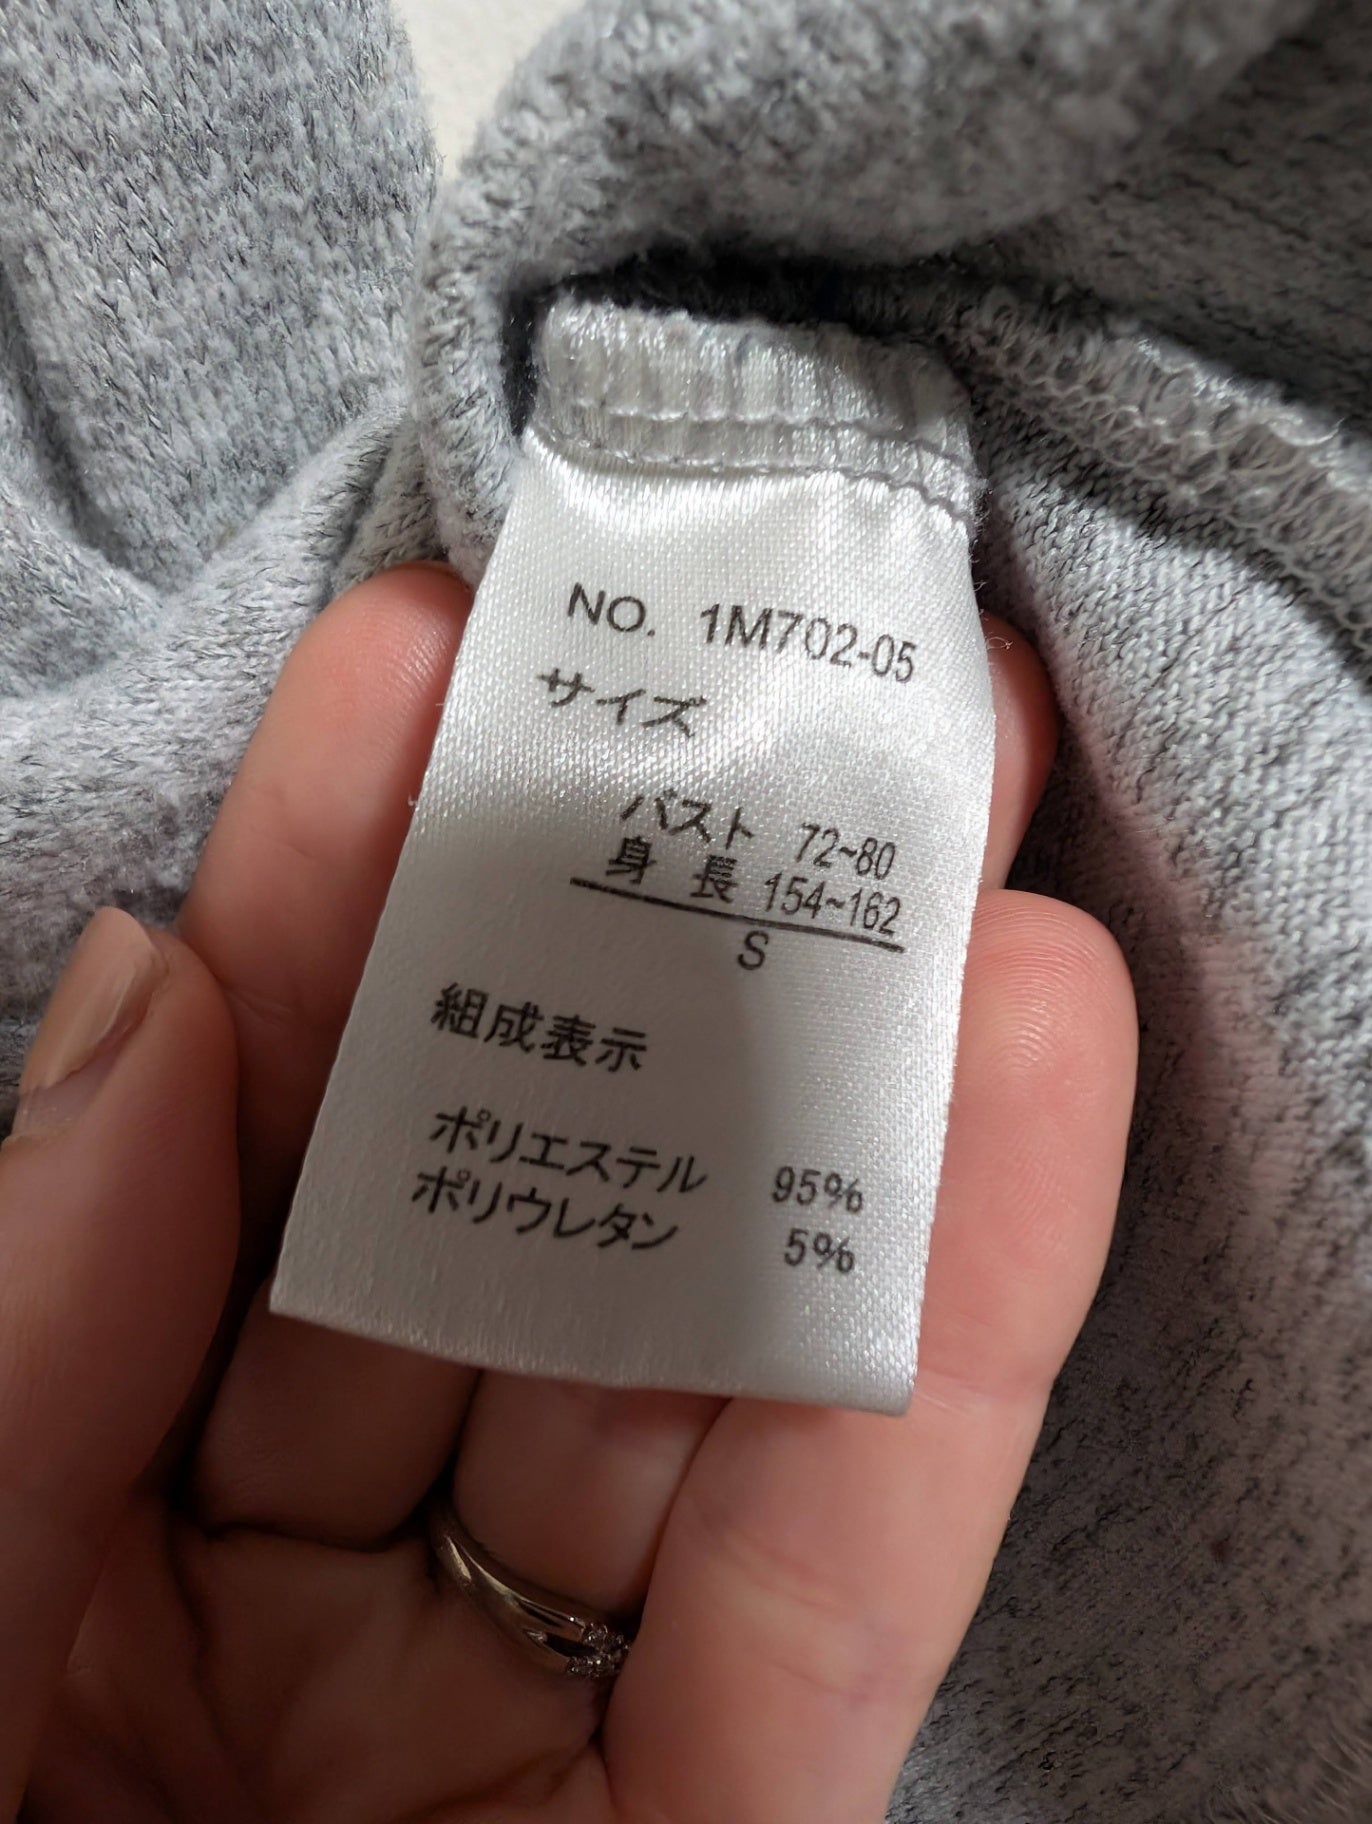 NO. 1M702-05
サイズ
バスト 72~80
身長 154~162
S
組成表示
ポリエステル 95%
ポリウレタン 5%